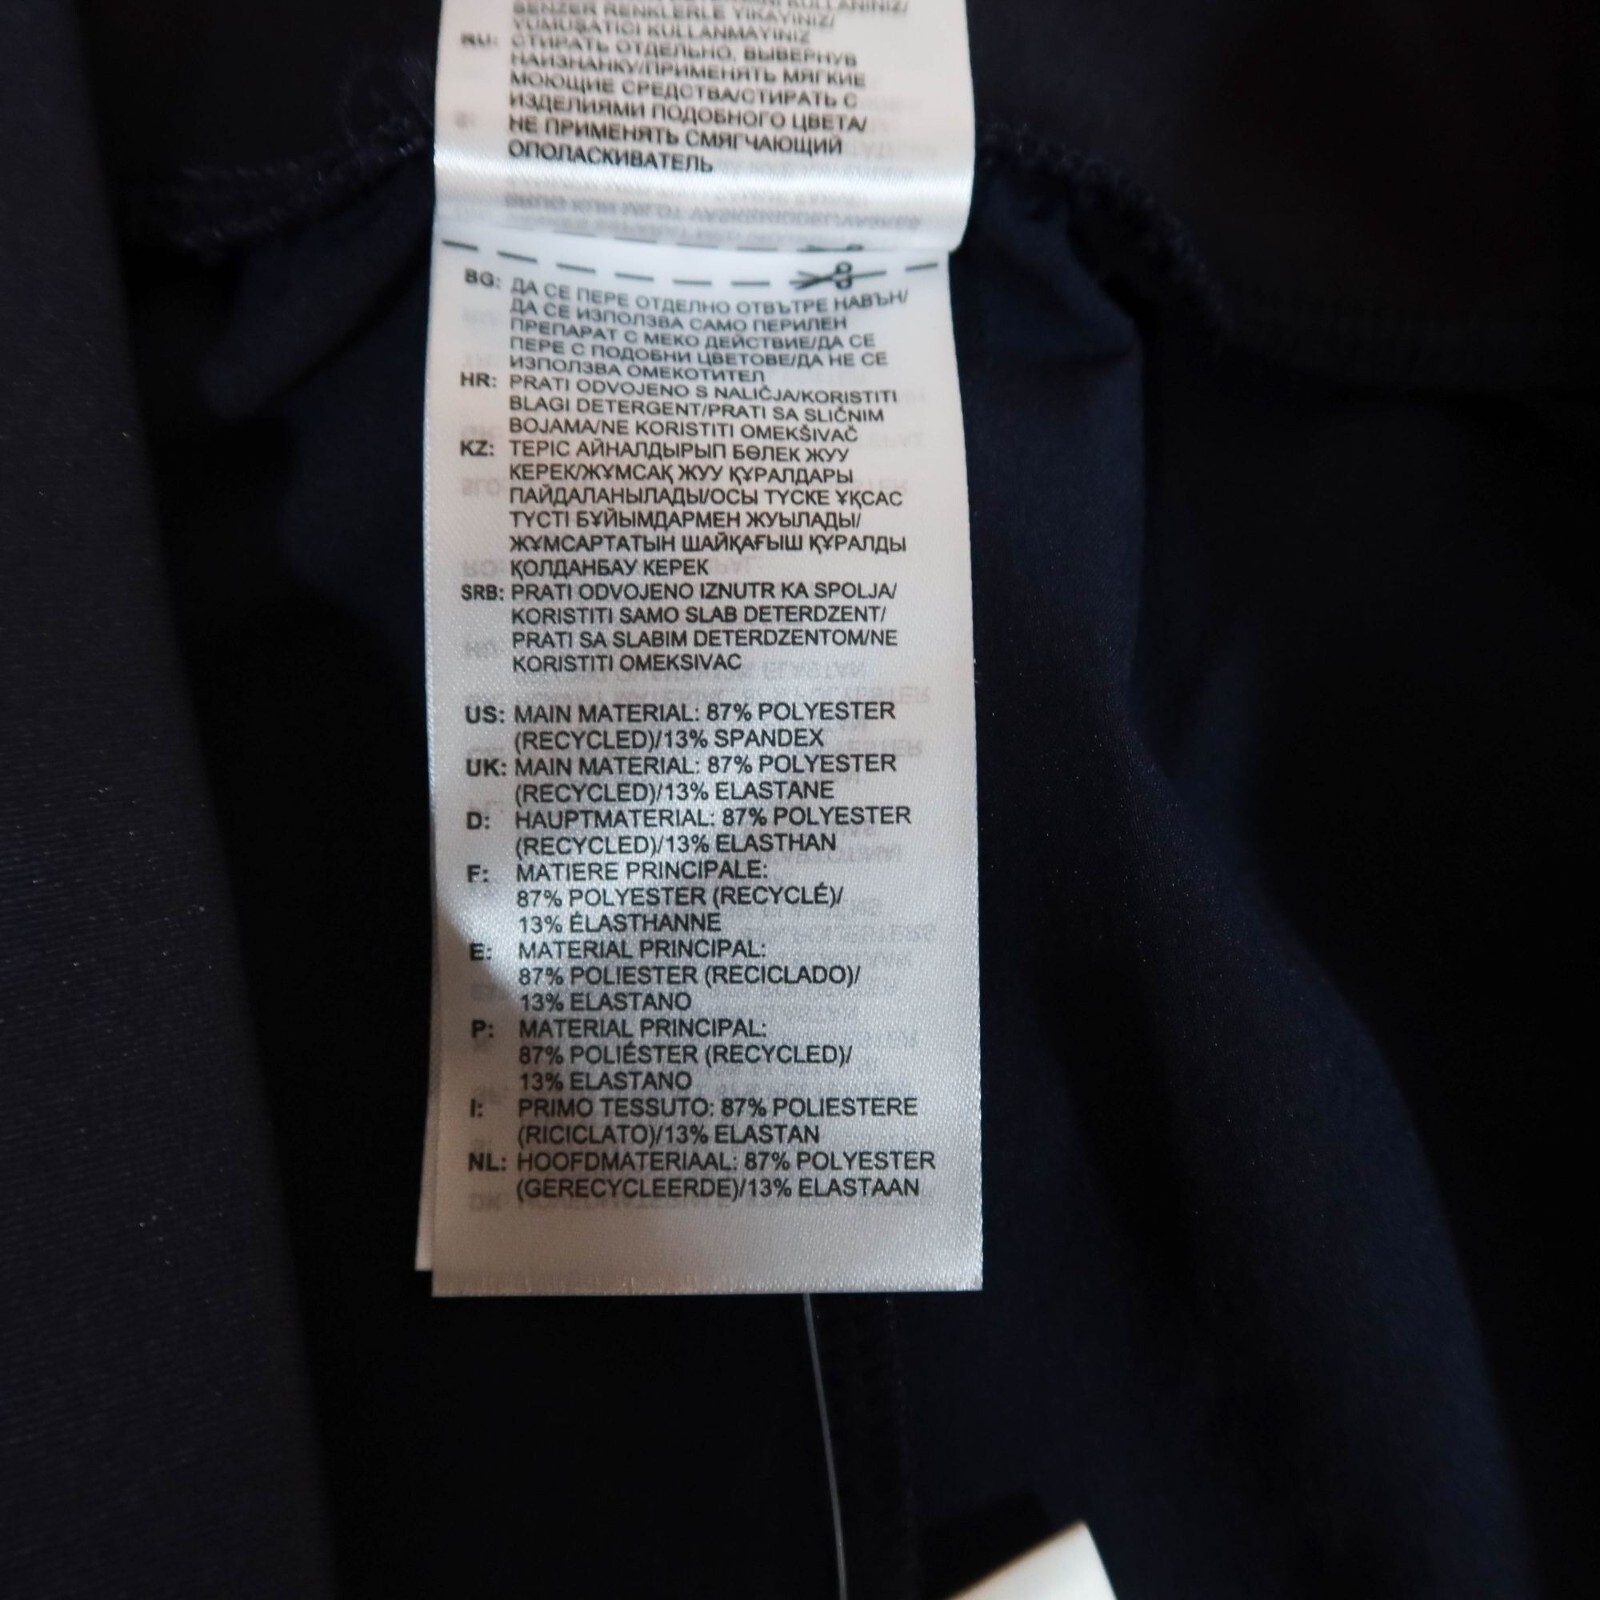 BENZER RENKLERLE YIKAYINIZ/
YUMUŞATICI KULLANMAYINIZ
RU: СТИРАТЬ ОТДЕЛЬНО, ВЫВЕРНУВ
НАИЗНАНКУ/ПРИМЕНЯТЬ МЯГКИЕ
МОЮЩИЕ СРЕДСТВА/СТИРАТЬ С
ИЗДЕЛИЯМИ ПОДОБНОГО ЦВЕТА/
НЕ ПРИМЕНЯТЬ СМЯГЧАЮЩИЙ
ОПОЛАСКИВАТЕЛЬ
BG: ДА СЕ ПЕРЕ ОТДЕЛНО ОТВЪТРЕ НАВЪН/
ДА СЕ ИЗПОЛЗВА САМО ПЕРИЛЕН
ПРЕПАРАТ С МЕКО ДЕЙСТВИЕ/ДА СЕ
ПЕРЕ С ПОДОБНИ ЦВЕТОВЕ/ДА НЕ СЕ
ИЗПОЛЗВА ОМЕКОТИТЕЛ
HR: PRATI ODVOJENO S NALIČJA/KORISTITI
BLAGI DETERGENT/PRATI SA SLIČNIM
BOJAMA/NE KORISTITI OMEKŠIVAČ
KZ: ТЕРІС АЙНАЛДЫРЫП БӨЛЕК ЖУУ
КЕРЕК/ЖҰМСАҚ ЖУУ ҚҰРАЛДАРЫ
ПАЙДАЛАНЫЛАДЫ/ОСЫ ТҮСКЕ ҰҚСАС
ТҮСТІ БҰЙЫМДАРМЕН ЖУЫЛАДЫ/
ЖҰМСАРТАТЫН ШАЙҚАҒЫШ ҚҰРАЛДЫ
ҚОЛДАНБАУ КЕРЕК
SRB: PRATI ODVOJENO IZNUTR KA SPOLJA/
KORISTITI SAMO SLAB DETERDZENT/
PRATI SA SLABIM DETERDZENTOM/NE
KORISTITI OMEKSIVAC
US: MAIN MATERIAL: 87% POLYESTER
(RECYCLED)/13% SPANDEX
UK: MAIN MATERIAL: 87% POLYESTER
(RECYCLED)/13% ELASTANE
D: HAUPTMATERIAL: 87% POLYESTER
(RECYCLED)/13% ELASTHAN
F: MATIERE PRINCIPALE:
87% POLYESTER (RECYCLÉ)/
13% ÉLASTHANNE
E: MATERIAL PRINCIPAL:
87% POLIESTER (RECICLADO)/
13% ELASTANO
P: MATERIAL PRINCIPAL:
87% POLIÉSTER (RECYCLED)/
13% ELASTANO
I: PRIMO TESSUTO: 87% POLIESTERE
(RICICLATO)/13% ELASTAN
NL: HOOFDMATERIAAL: 87% POLYESTER
(GERECYCLEERDE)/13% ELASTAAN